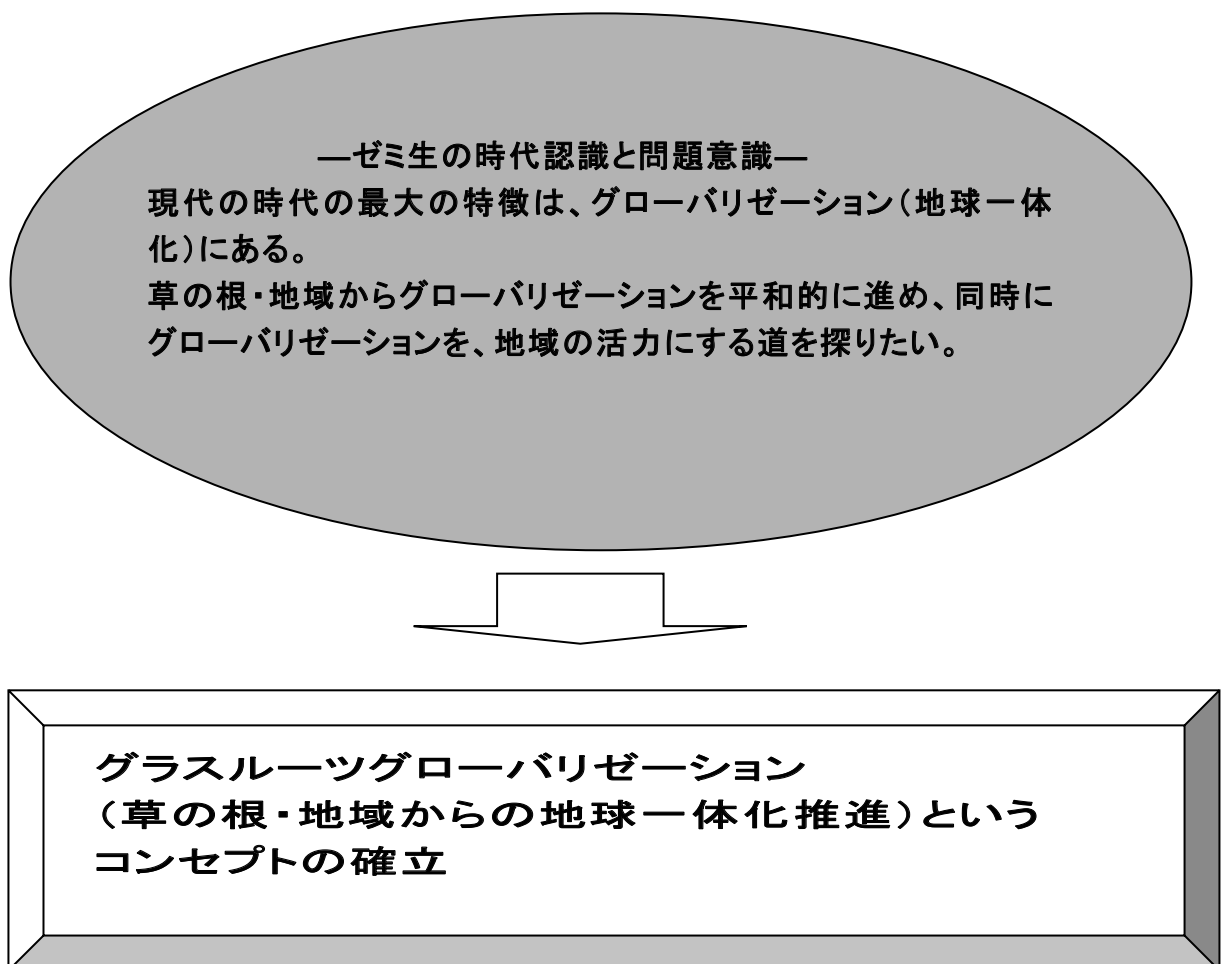 ―ゼミ生の時代認識と問題意識―
現代の時代の最大の特徴は、グローバリゼーション（地球一体
化）にある。
草の根・地域からグローバリゼーションを平和的に進め、同時に
グローバリゼーションを、地域の活力にする道を探りたい。
グラスルーツグローバリゼーション
（草の根・地域からの地球一体化推進）という
コンセプトの確立